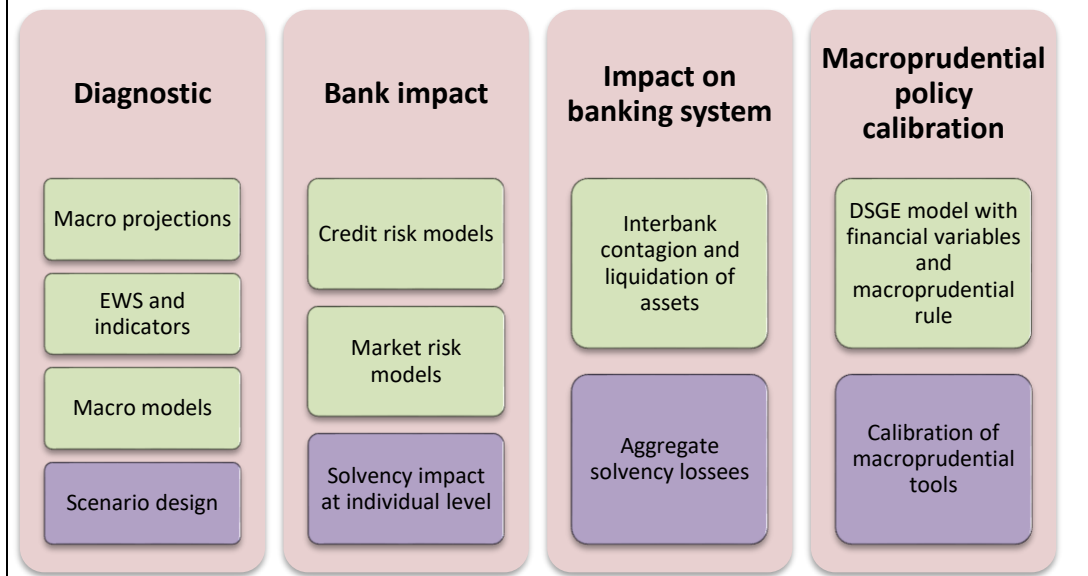 Diagnostic
Macro projections
EWS and
indicators
Macro models
Scenario design
Bank impact
Credit risk models
Market risk
models
Solvency impact
at individual level
Impact on
banking system
Interbank
contagion and
liquidation of
assets
Aggregate
solvency lossees
Macroprudential
policy
calibration
DSGE model with
financial variables
and
macroprudential
rule
Calibration of
macroprudential
tools